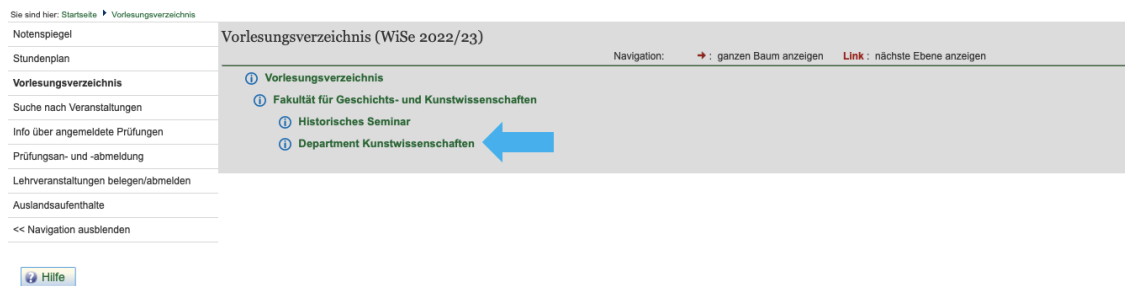 Sie sind hier: Startseite Vorlesungsverzeichnis
Notenspiegel
Stundenplan
Vorlesungsverzeichnis
Suche nach Veranstaltungen
Info über angemeldete Prüfungen
Prüfungsan- und -abmeldung
Lehrveranstaltungen belegen/abmelden
Auslandsaufenthalte
<< Navigation ausblenden
Hilfe
Vorlesungsverzeichnis (WiSe 2022/23)
Navigation: ➔ : ganzen Baum anzeigen Link : nächste Ebene anzeigen
Vorlesungsverzeichnis
Fakultät für Geschichts- und Kunstwissenschaften
Historisches Seminar
Department Kunstwissenschaften